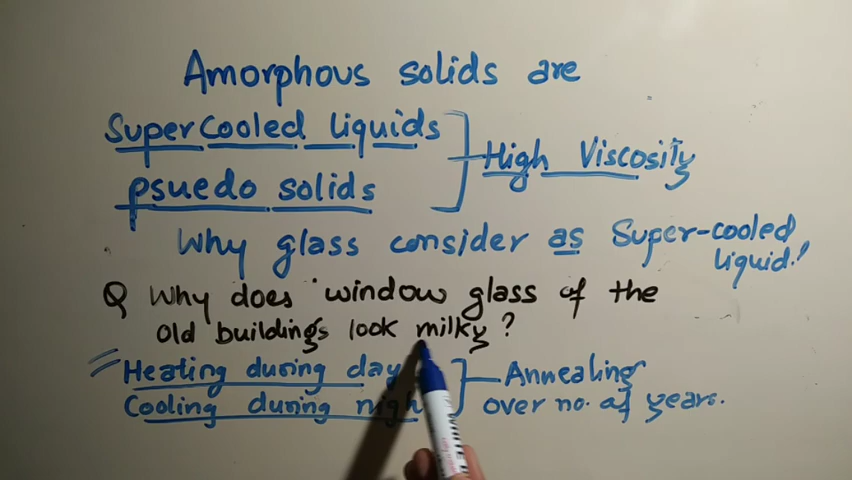 Amorphous solids are
Supercooled liquids
psuedo solids
High Viscosity
Why glass consider as Super-cooled
liquid!
Q Why does window glass of the
old buildings look milky?
Heating during day
Cooling during nigh
Annealing
over no. of years.